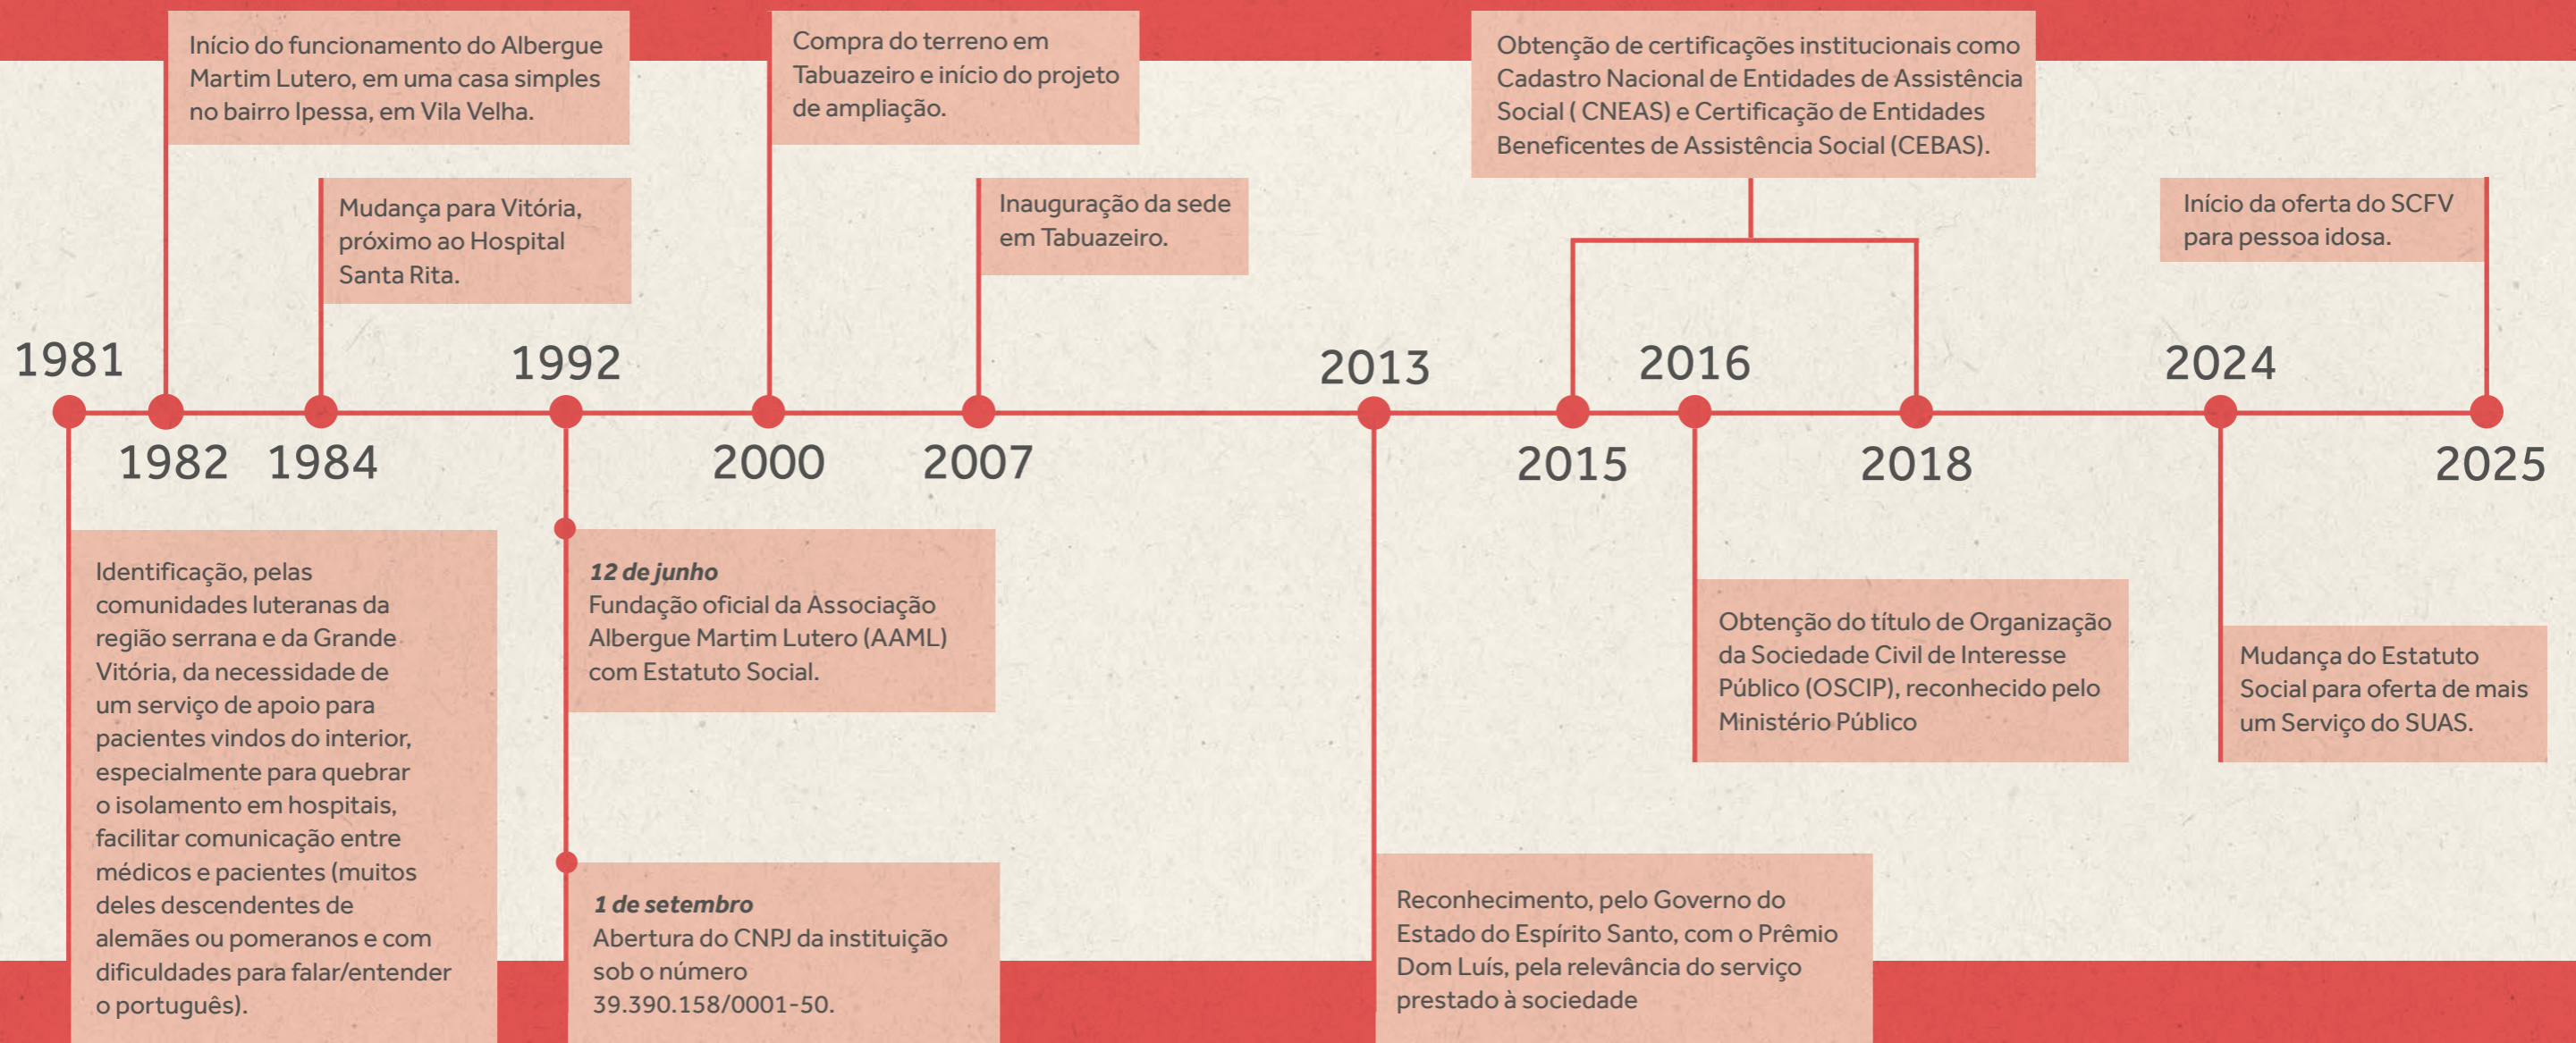 Início do funcionamento do Albergue
Martim Lutero, em uma casa simples
no bairro Ipessa, em Vila Velha.
Compra do terreno em
Tabuazeiro e início do projeto
de ampliação.
Obtenção de certificações institucionais como
Cadastro Nacional de Entidades de Assistência
Social ( CNEAS) e Certificação de Entidades
Beneficentes de Assistência Social (CEBAS).
Mudança para Vitória,
próximo ao Hospital
Santa Rita.
Inauguração da sede
em Tabuazeiro.
Início da oferta do SCFV
para pessoa idosa.
1981
1992
2013
2016
2024
1982
1984
2000
2007
2015
2018
2025
Identificação, pelas
comunidades luteranas da
região serrana e da Grande
Vitória, da necessidade de
um serviço de apoio para
pacientes vindos do interior,
especialmente para quebrar
o isolamento em hospitais,
facilitar comunicação entre
médicos e pacientes (muitos
deles descendentes de
alemães ou pomeranos e com
dificuldades para falar/entender
o português).
12 de junho
Fundação oficial da Associação
Albergue Martim Lutero (AAML)
com Estatuto Social.
1 de setembro
Abertura do CNPJ da instituição
sob o número
39.390.158/0001-50.
Reconhecimento, pelo Governo do
Estado do Espírito Santo, com o Prêmio
Dom Luís, pela relevância do serviço
prestado à sociedade
Obtenção do título de Organização
da Sociedade Civil de Interesse
Público (OSCIP), reconhecido pelo
Ministério Público
Mudança do Estatuto
Social para oferta de mais
um Serviço do SUAS.